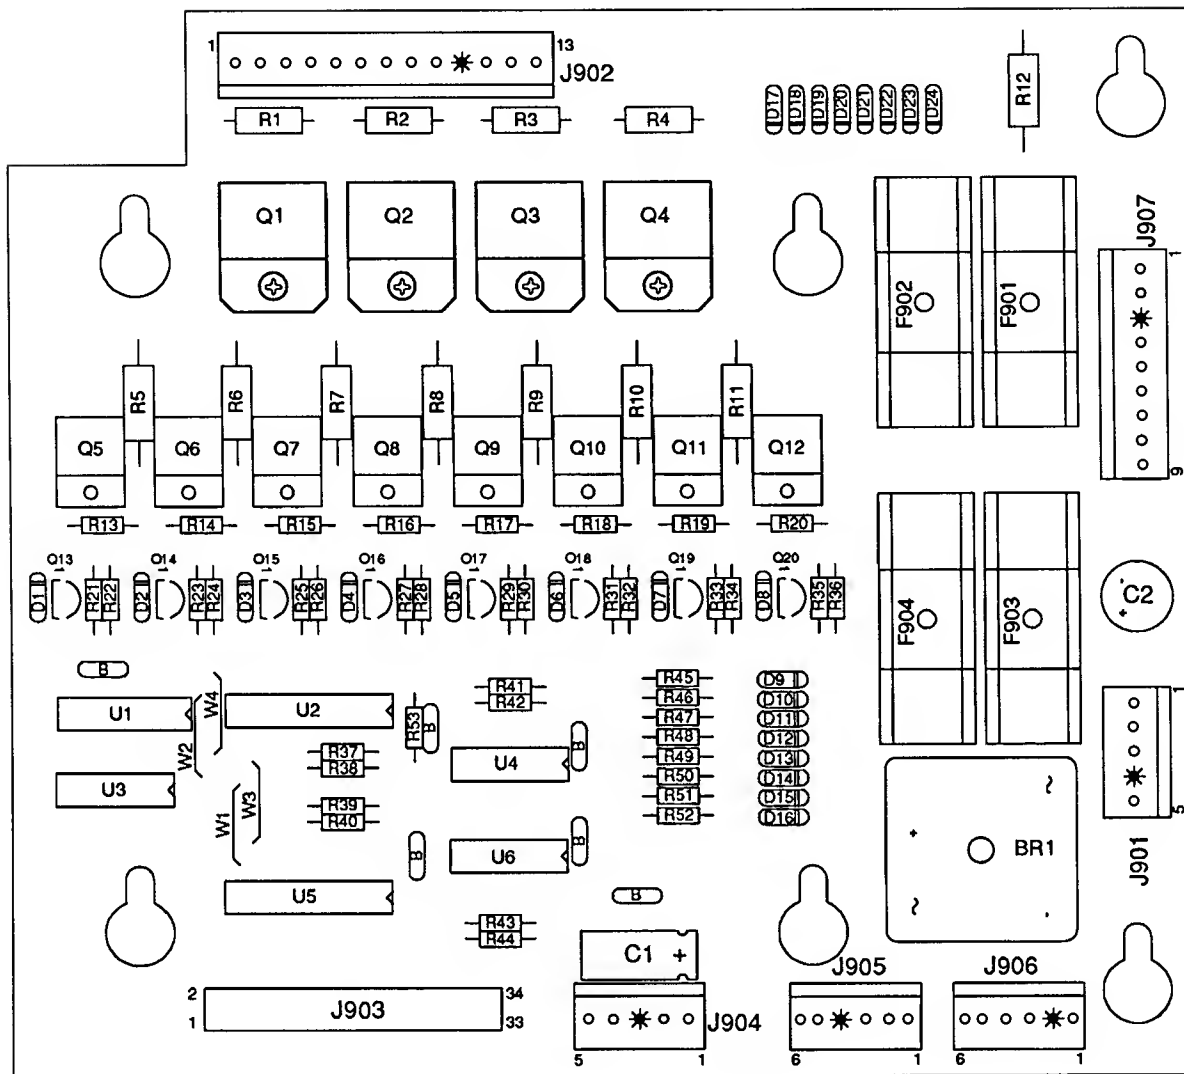 1 13
J902
R1 R2 R3 R4
D17 D18 D19 D20 D21 D22 D23 D24
R12
Q1 Q2 Q3 Q4
F902 F901
J907
1
9
R5 R6 R7 R8 R9 R10 R11
Q5 Q6 Q7 Q8 Q9 Q10 Q11 Q12
R13 R14 R15 R16 R17 R18 R19 R20
Q13 Q14 Q15 Q16 Q17 Q18 Q19 Q20
D1 R21 R22 D2 R23 R24 D3 R25 R26 D4 R27 R28 D5 R29 R30 D6 R31 R32 D7 R33 R34 D8 R35 R36
F904 F903
- C2
+
B
U1 W2 W4 U2 R53 B
R41
R42
U3
R37
R38
U4 B
W1 W3
R39
R40
B
U6 B
U5
R43
R44
R45
R46
R47
R48
R49
R50
R51
R52
D9
D10
D11
D12
D13
D14
D15
D16
1
5
J901
~
+ BR1
~ -
B
C1 +
2 34
J903
1 33
J904
5 1
J905
6 1
J906
6 1